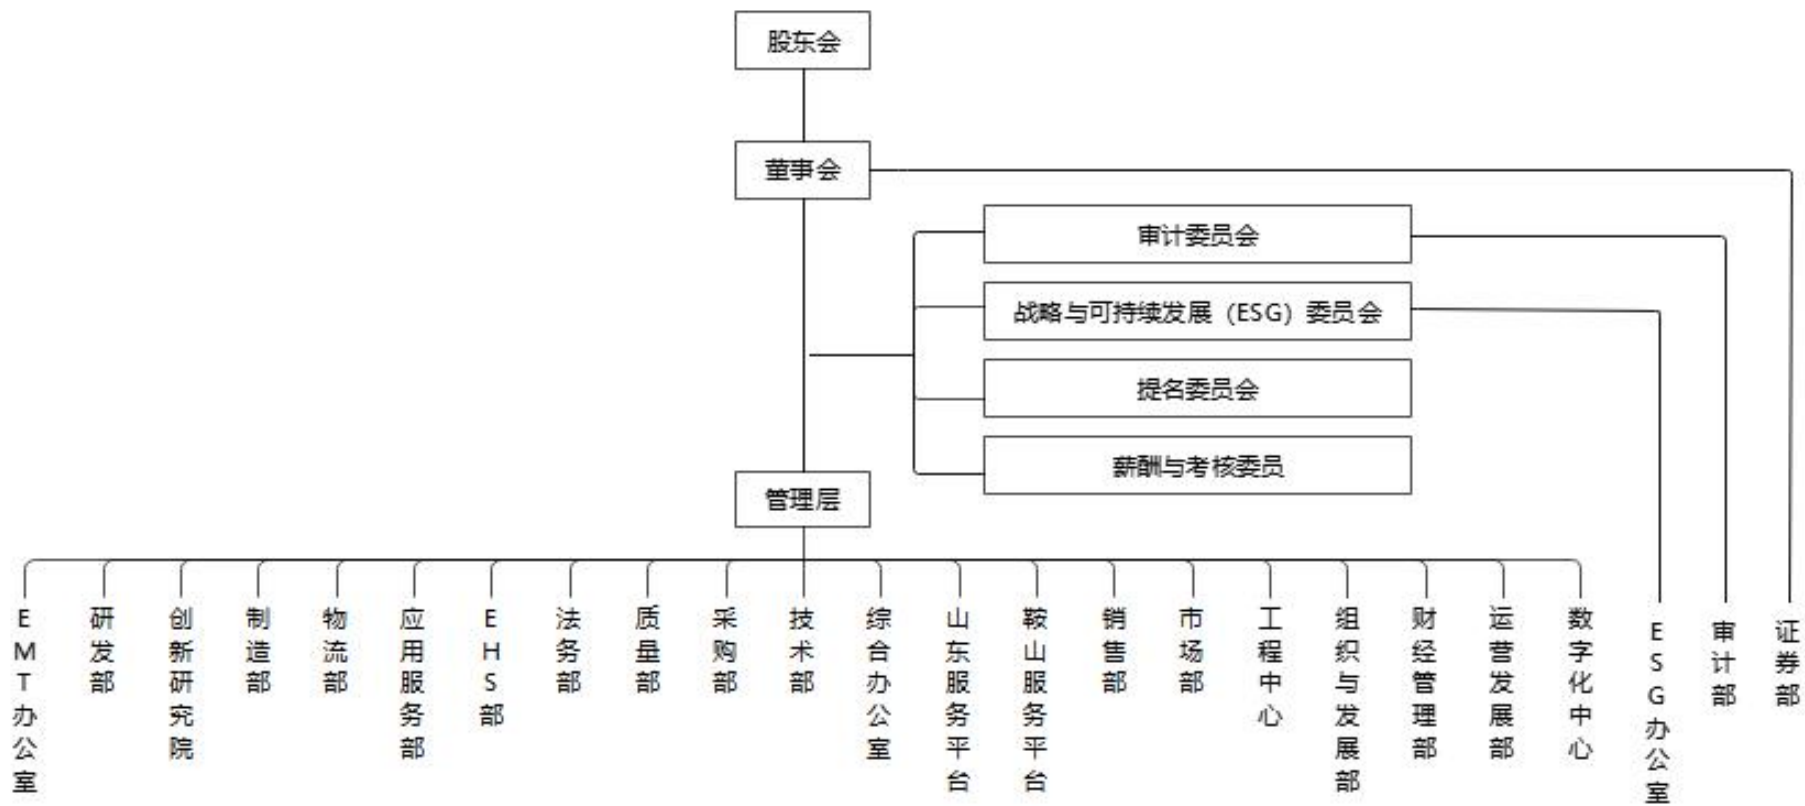 股东会
董事会
审计委员会
战略与可持续发展（ESG）委员会
提名委员会
薪酬与考核委员
管理层
EMT办公室
研发部
创新研究院
制造部
物流部
应用服务部
EHS部
法务部
质量部
采购部
技术部
综合办公室
山东服务平台
鞍山服务平台
销售部
市场部
工程中心
组织与发展部
财经管理部
运营发展部
数字化中心
ESG办公室
审计部
证券部